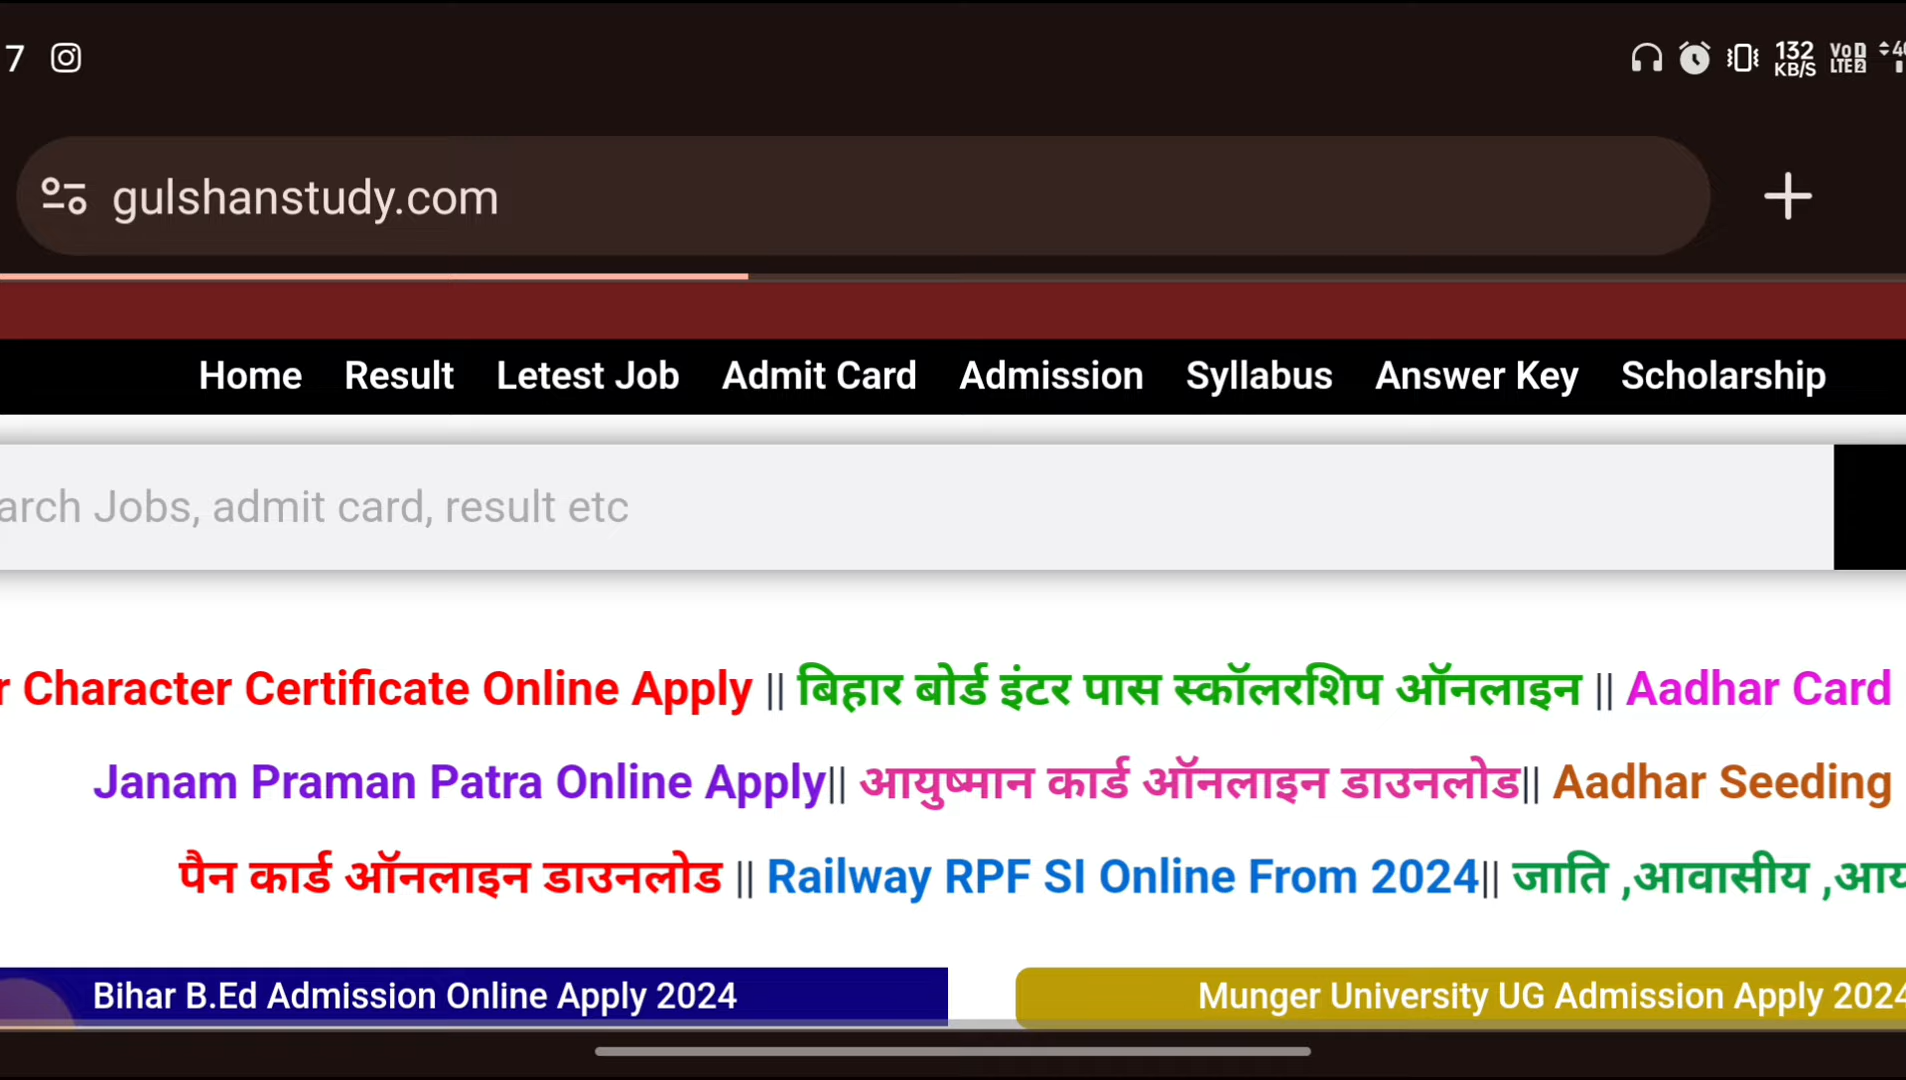 7
132 KB/S VoLTE 2
gulshanstudy.com
Home Result Letest Job Admit Card Admission Syllabus Answer Key Scholarship
arch Jobs, admit card, result etc
r Character Certificate Online Apply || बिहार बोर्ड इंटर पास स्कॉलरशिप ऑनलाइन || Aadhar Card
Janam Praman Patra Online Apply|| आयुष्मान कार्ड ऑनलाइन डाउनलोड|| Aadhar Seeding
पैन कार्ड ऑनलाइन डाउनलोड || Railway RPF SI Online From 2024|| जाति ,आवासीय ,आय
Bihar B.Ed Admission Online Apply 2024
Munger University UG Admission Apply 2024